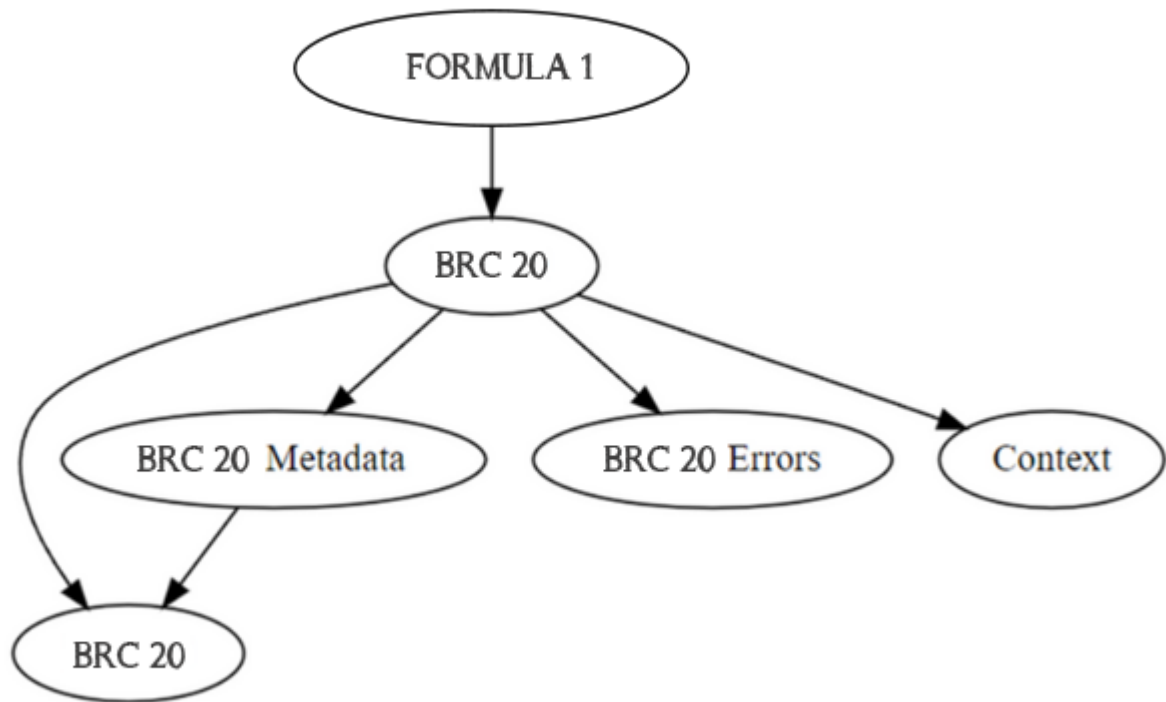 FORMULA 1
BRC 20
BRC 20 Metadata
BRC 20 Errors
Context
BRC 20